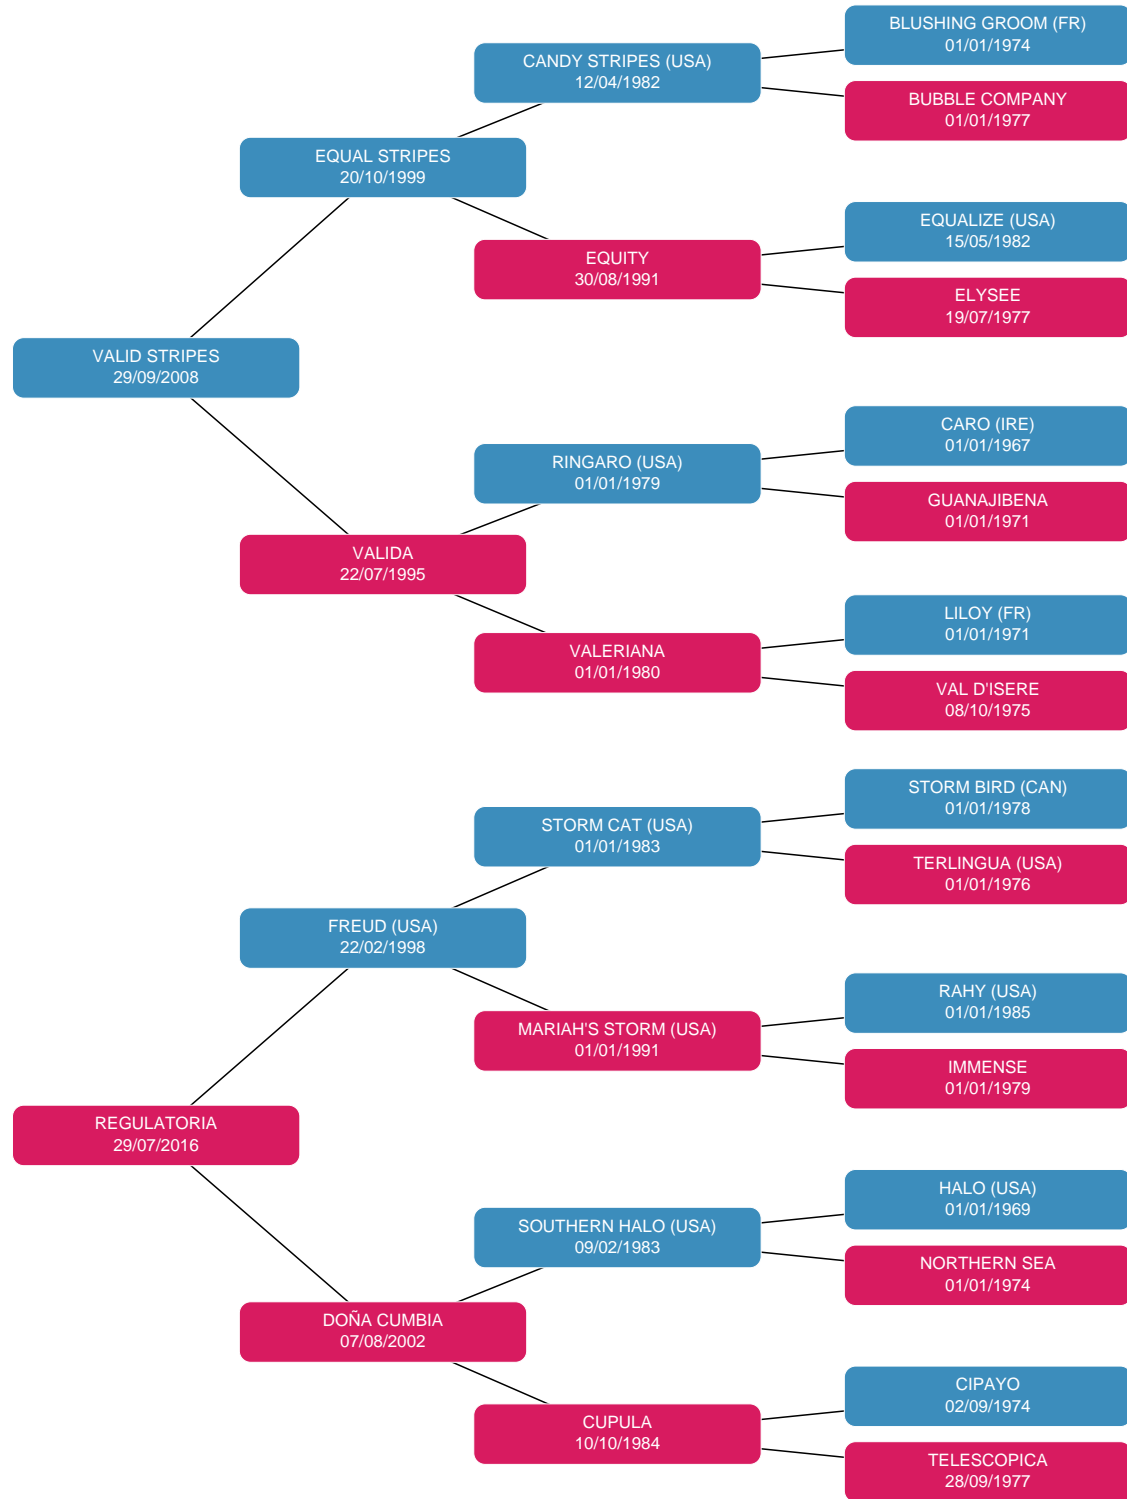 BLUSHING GROOM (FR)
01/01/1974
CANDY STRIPES (USA)
12/04/1982
BUBBLE COMPANY
01/01/1977
EQUAL STRIPES
20/10/1999
EQUALIZE (USA)
15/05/1982
EQUITY
30/08/1991
ELYSEE
19/07/1977
VALID STRIPES
29/09/2008
CARO (IRE)
01/01/1967
RINGARO (USA)
01/01/1979
GUANAJIBENA
01/01/1971
VALIDA
22/07/1995
LILOY (FR)
01/01/1971
VALERIANA
01/01/1980
VAL D'ISERE
08/10/1975
STORM BIRD (CAN)
01/01/1978
STORM CAT (USA)
01/01/1983
TERLINGUA (USA)
01/01/1976
FREUD (USA)
22/02/1998
RAHY (USA)
01/01/1985
MARIAH'S STORM (USA)
01/01/1991
IMMENSE
01/01/1979
REGULATORIA
29/07/2016
HALO (USA)
01/01/1969
SOUTHERN HALO (USA)
09/02/1983
NORTHERN SEA
01/01/1974
DOÑA CUMBIA
07/08/2002
CIPAYO
02/09/1974
CUPULA
10/10/1984
TELESCOPICA
28/09/1977